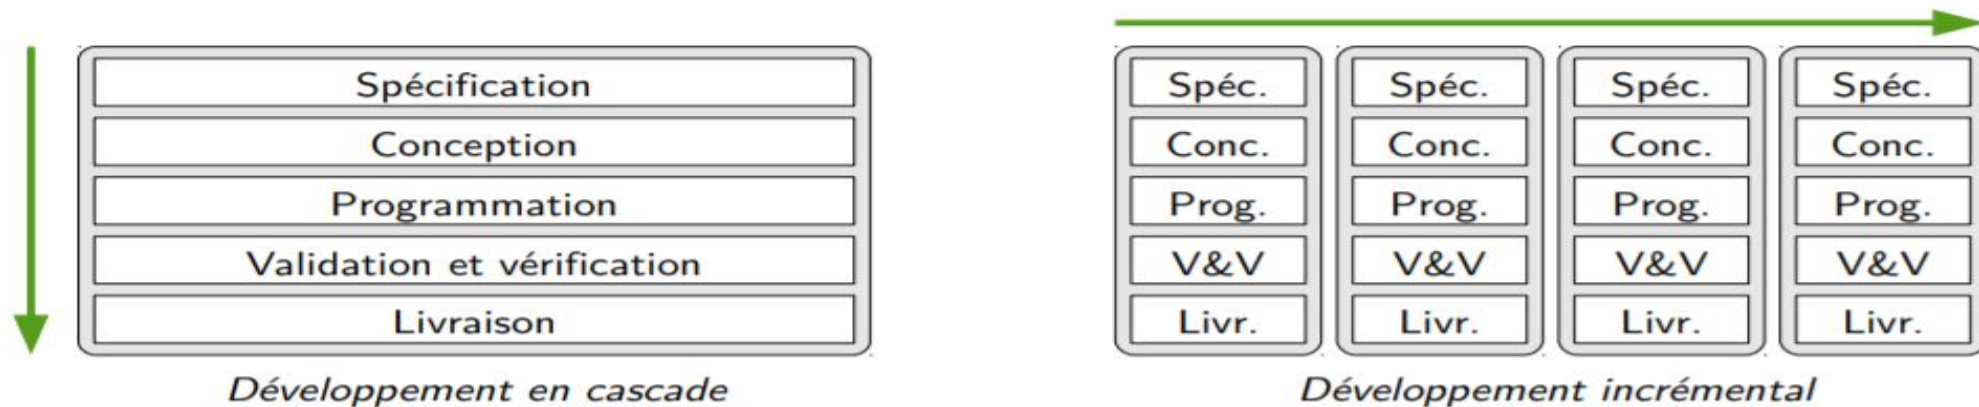 Spécification
Conception
Programmation
Validation et vérification
Livraison
Développement en cascade
Spéc. Spéc. Spéc. Spéc.
Conc. Conc. Conc. Conc.
Prog. Prog. Prog. Prog.
V&V V&V V&V V&V
Livr. Livr. Livr. Livr.
Développement incrémental